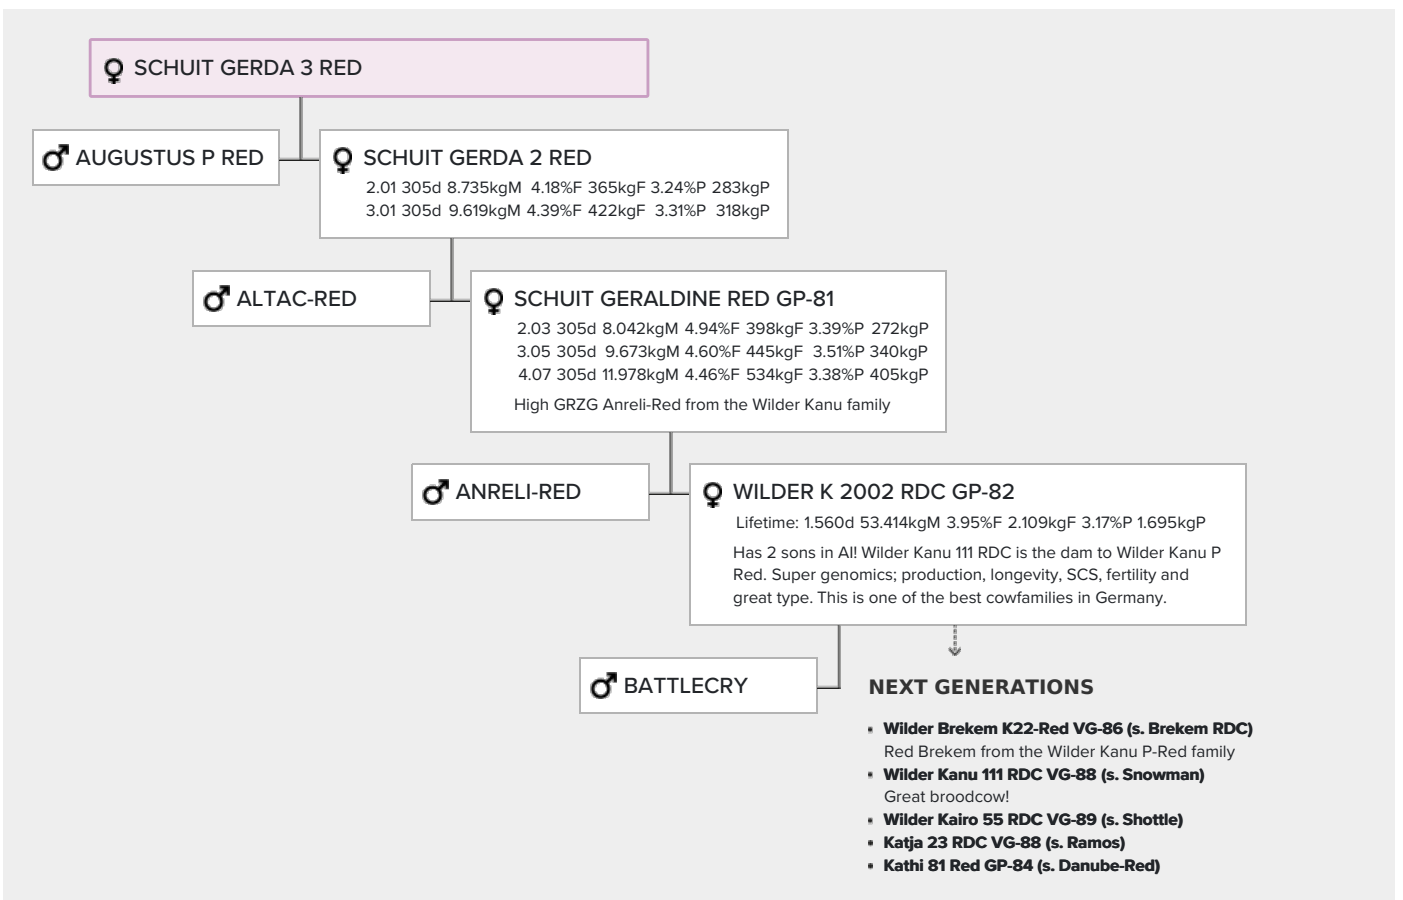 SCHUIT GERDA 3 RED
AUGUSTUS P RED
SCHUIT GERDA 2 RED
2.01 305d 8.735kgM 4.18%F 365kgF 3.24%P 283kgP
3.01 305d 9.619kgM 4.39%F 422kgF 3.31%P 318kgP
ALTAC-RED
SCHUIT GERALDINE RED GP-81
2.03 305d 8.042kgM 4.94%F 398kgF 3.39%P 272kgP
3.05 305d 9.673kgM 4.60%F 445kgF 3.51%P 340kgP
4.07 305d 11.978kgM 4.46%F 534kgF 3.38%P 405kgP
High GRZG Anreli-Red from the Wilder Kanu family
ANRELI-RED
WILDER K 2002 RDC GP-82
Lifetime: 1.560d 53.414kgM 3.95%F 2.109kgF 3.17%P 1.695kgP
Has 2 sons in AI! Wilder Kanu 111 RDC is the dam to Wilder Kanu P
Red. Super genomics; production, longevity, SCS, fertility and
great type. This is one of the best cowfamilies in Germany.
BATTLECRY
NEXT GENERATIONS
Wilder Brekem K22-Red VG-86 (s. Brekem RDC)
Red Brekem from the Wilder Kanu P-Red family
Wilder Kanu 111 RDC VG-88 (s. Snowman)
Great broodcow!
Wilder Kairo 55 RDC VG-89 (s. Shottle)
Katja 23 RDC VG-88 (s. Ramos)
Kathi 81 Red GP-84 (s. Danube-Red)